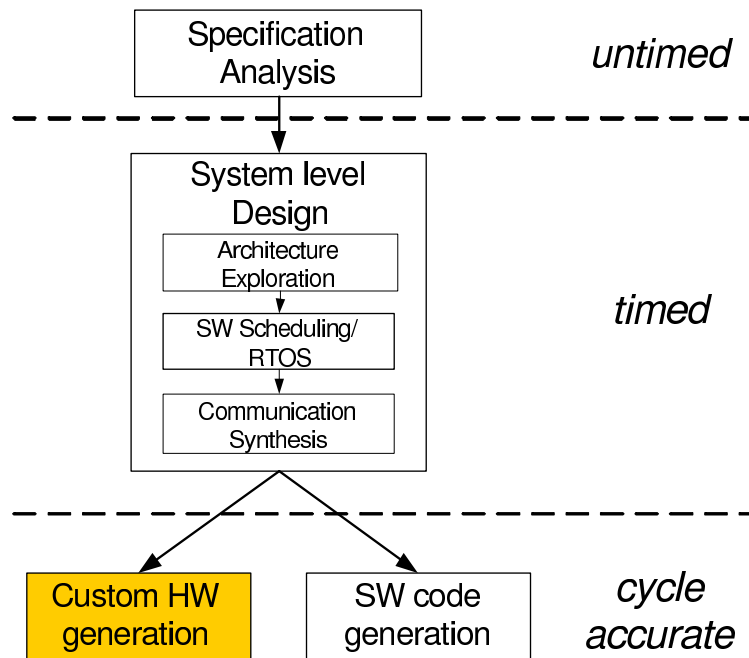 Specification
Analysis
untimed
System level
Design
Architecture
Exploration
SW Scheduling/
RTOS
Communication
Synthesis
timed
Custom HW
generation
SW code
generation
cycle
accurate